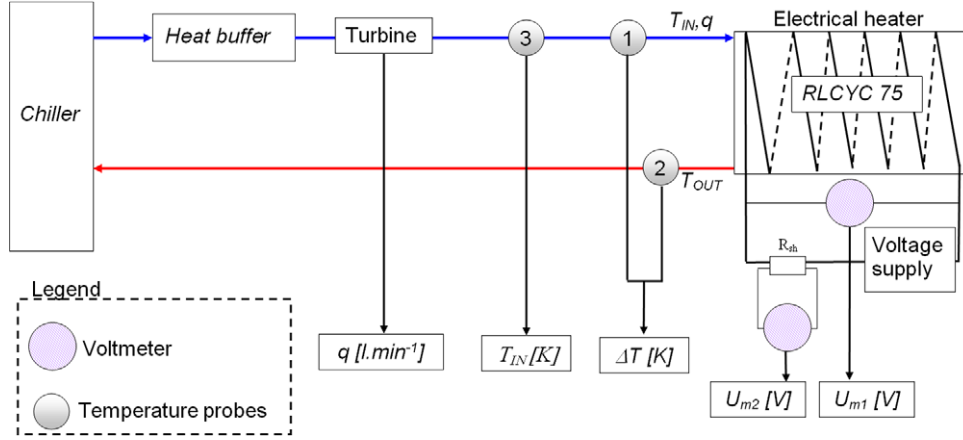 Electrical heater
T_IN,q
Heat buffer
Turbine
3
1
RLCYC 75
Chiller
2
T_OUT
R_sh
Voltage
supply
Legend
Voltmeter
q [l.min⁻¹]
T_IN [K]
ΔT [K]
Temperature probes
U_m2 [V]
U_m1 [V]